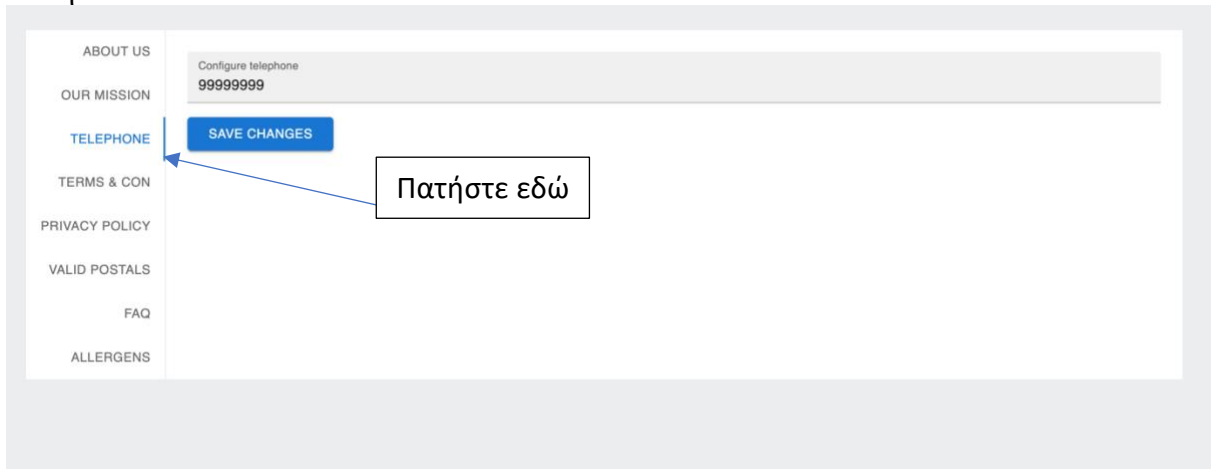 ABOUT US
OUR MISSION
TELEPHONE
TERMS & CON
PRIVACY POLICY
VALID POSTALS
FAQ
ALLERGENS
Configure telephone
99999999
SAVE CHANGES
Πατήστε εδώ